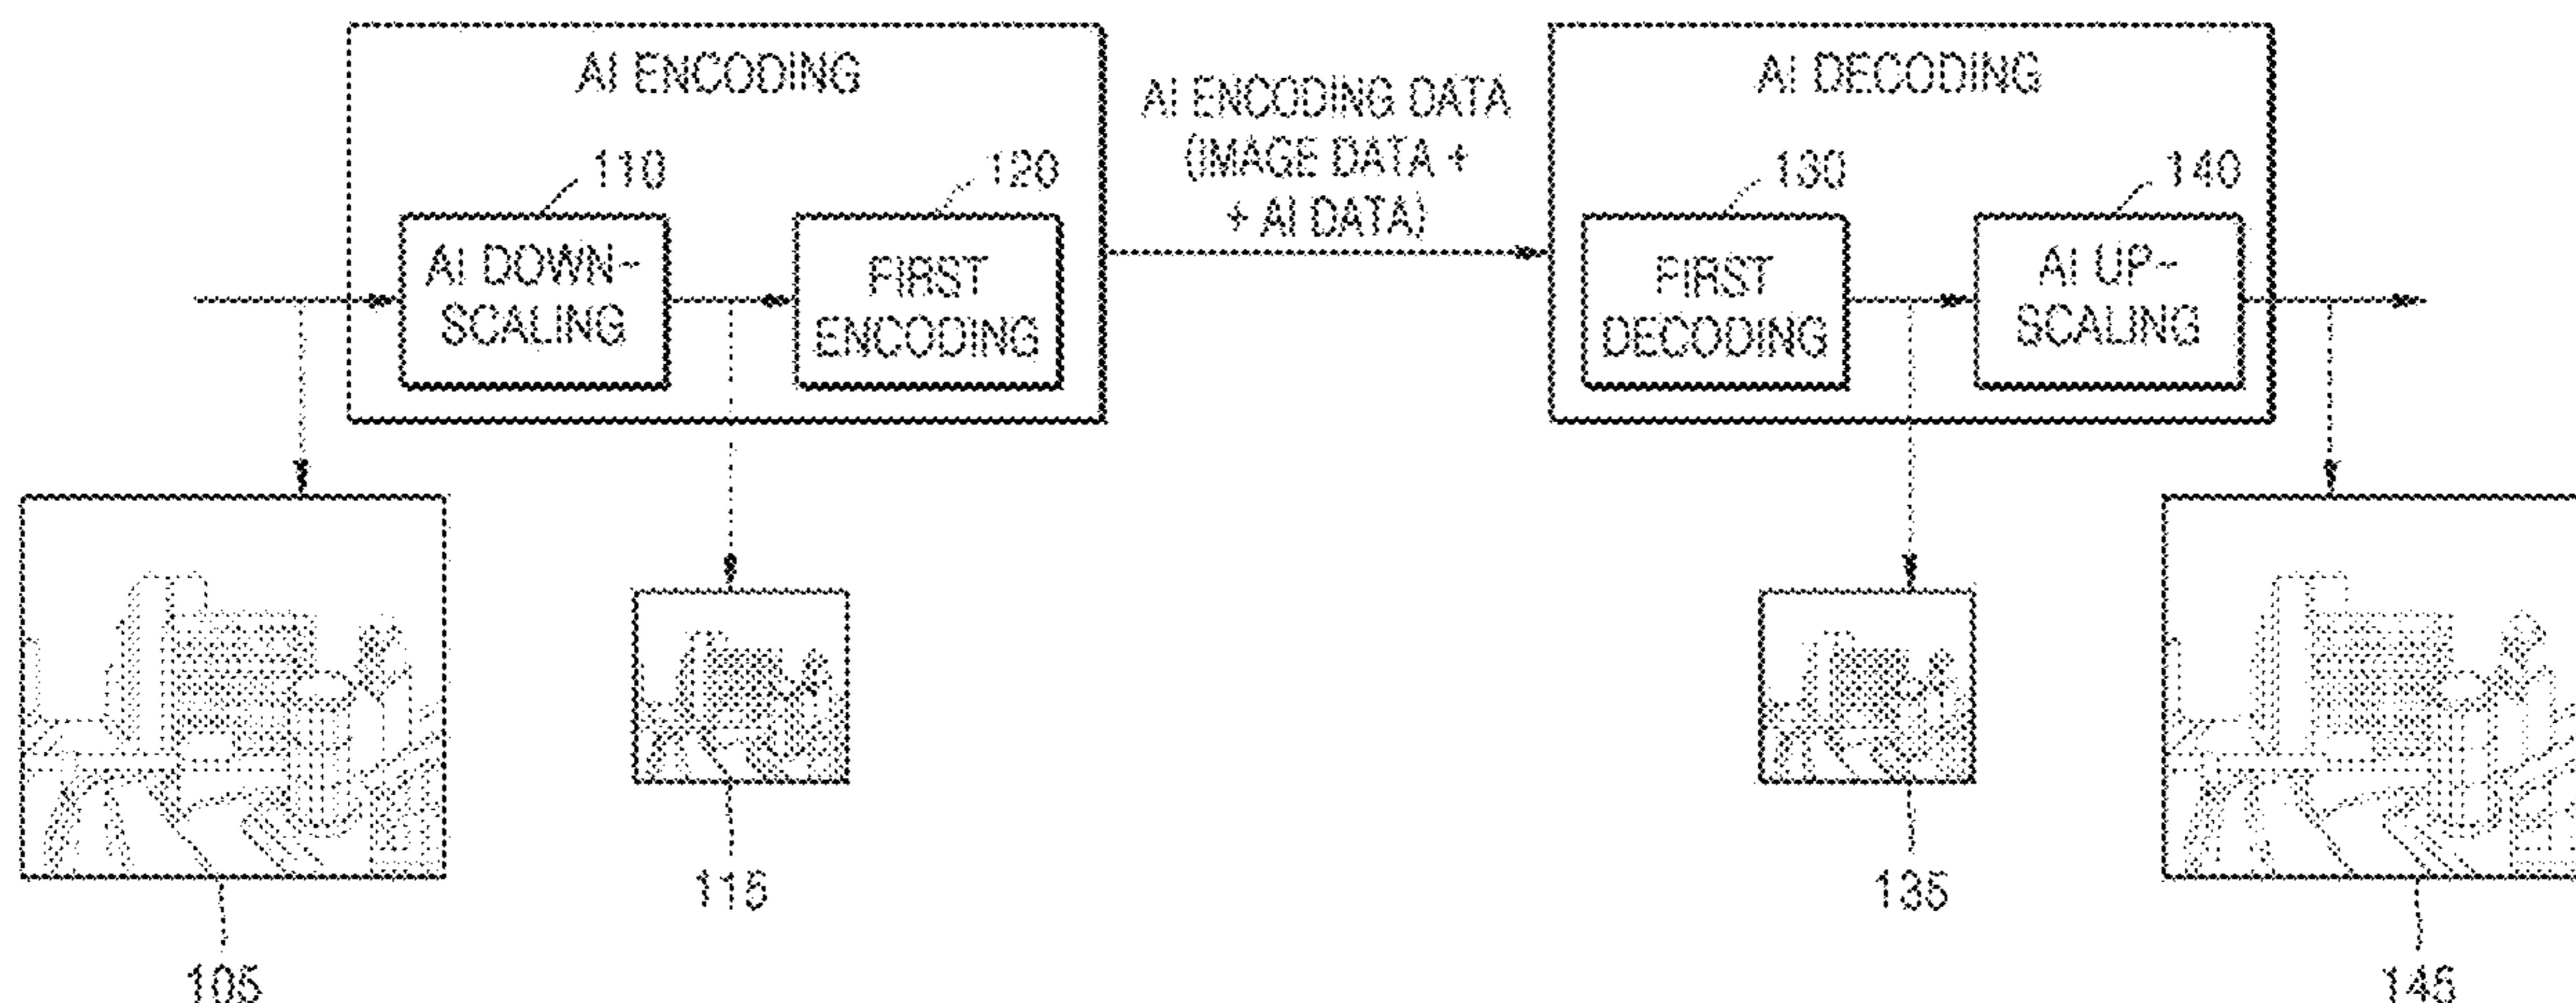 AI ENCODING
110
120
AI DOWN-
SCALING
FIRST
ENCODING
AI ENCODING DATA
(IMAGE DATA +
+ AI DATA)
AI DECODING
130
140
FIRST
DECODING
AI UP-
SCALING
105
115
135
145